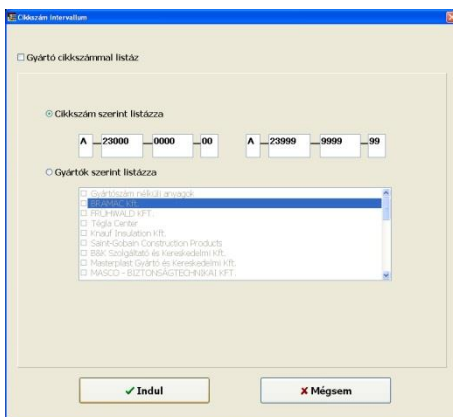 Cikkszám intervallum
Gyártó cikkszámmal listáz
Cikkszám szerint listázza
A – 23000 – 0000 – 00 A – 23999 – 9999 – 99
Gyártók szerint listázza
Gyártószám nélküli anyagok
BRAMAC Kft.
FRÜHWALD KFT.
Tégla Center
Knauf Insulation Kft.
Saint-Gobain Construction Products
B&K Szolgáltató és Kereskedelmi Kft.
Masterplast Gyártó és Kereskedelmi Kft.
MASCO - BIZTONSÁGTECHNIKAI KFT.
Indul
Mégsem